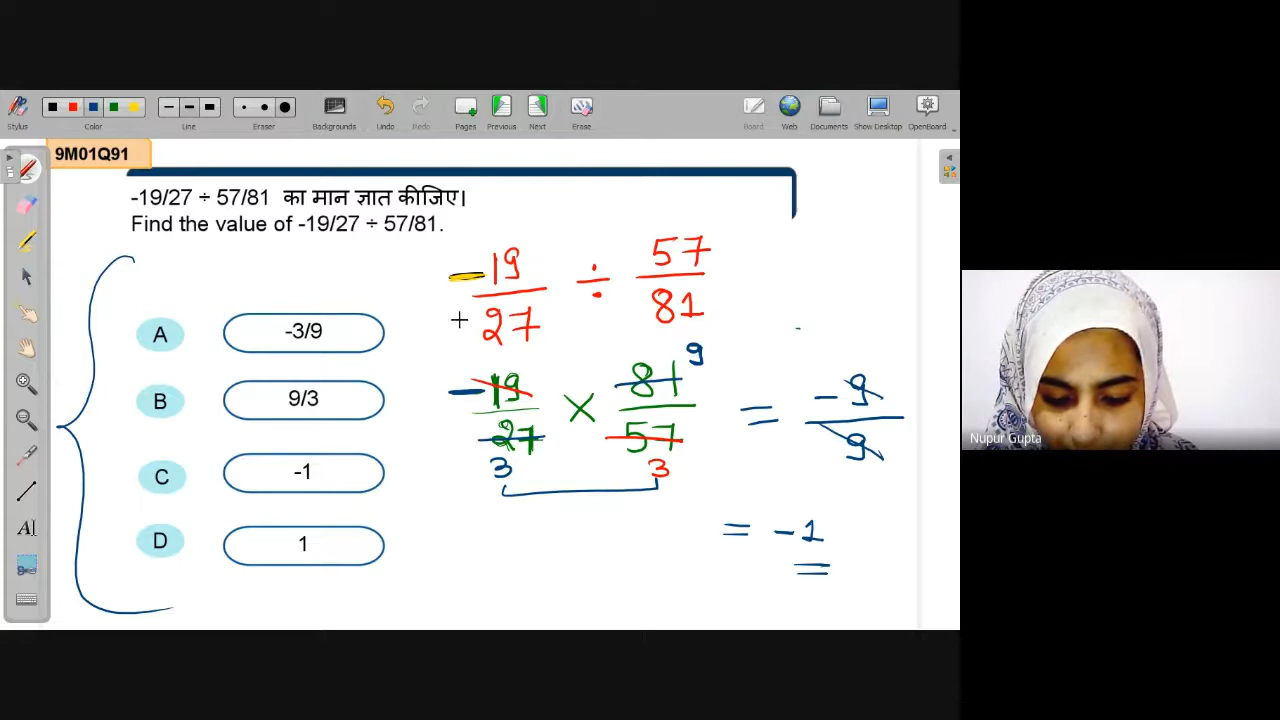 Stylus Color Line Eraser Backgrounds Undo Redo Pages Previous Next Erase Board Web Documents Show Desktop OpenBoard
9M01Q91
-19/27 ÷ 57/81 का मान ज्ञात कीजिए।
Find the value of -19/27 ÷ 57/81.
-19/27 ÷ 57/81
A -3/9
B 9/3
C -1
D 1
-19/27 × 81/57 = -9/9
9
3 3
= -1
Nupur Gupta